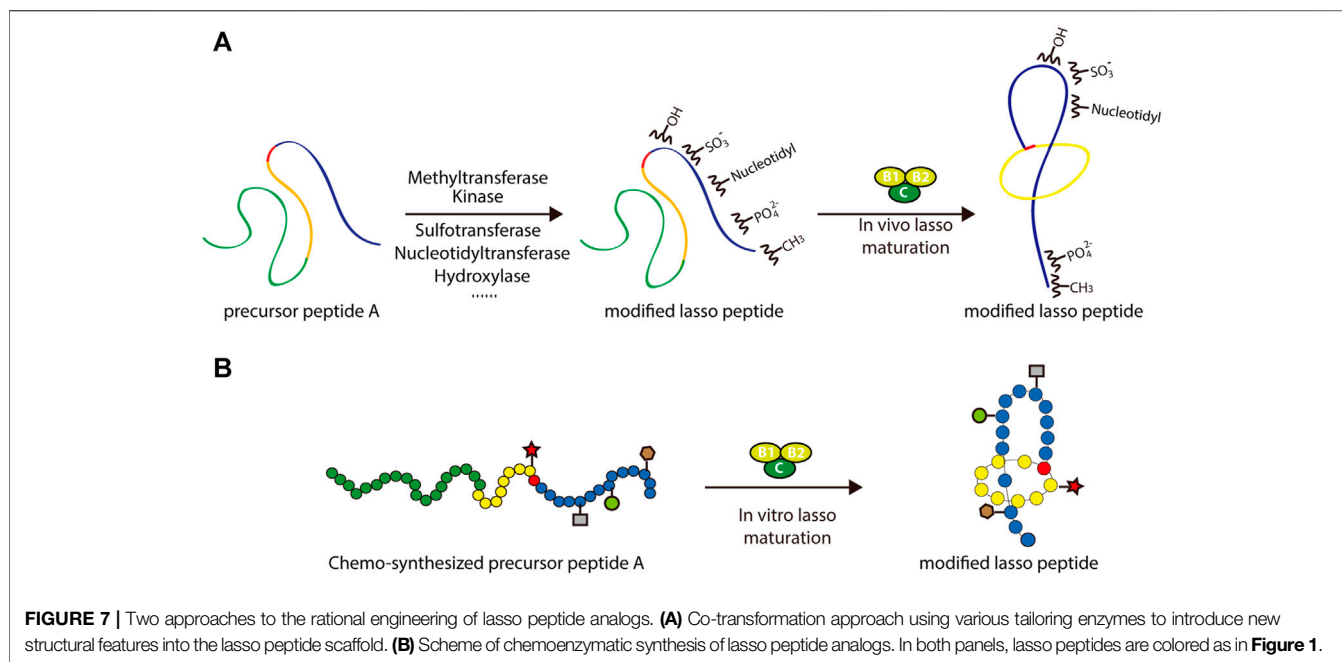 A
OH
SO3-
Nucleotidyl
PO42-
CH3
Methyltransferase
Kinase
Sulfotransferase
Nucleotidyltransferase
Hydroxylase
......
B1 B2
C
In vivo lasso
maturation
OH
SO3-
Nucleotidyl
PO42-
CH3
precursor peptide A
modified lasso peptide
modified lasso peptide
B
B1 B2
C
In vitro lasso
maturation
Chemo-synthesized precursor peptide A
modified lasso peptide
FIGURE 7 | Two approaches to the rational engineering of lasso peptide analogs. (A) Co-transformation approach using various tailoring enzymes to introduce new
structural features into the lasso peptide scaffold. (B) Scheme of chemoenzymatic synthesis of lasso peptide analogs. In both panels, lasso peptides are colored as in Figure 1.